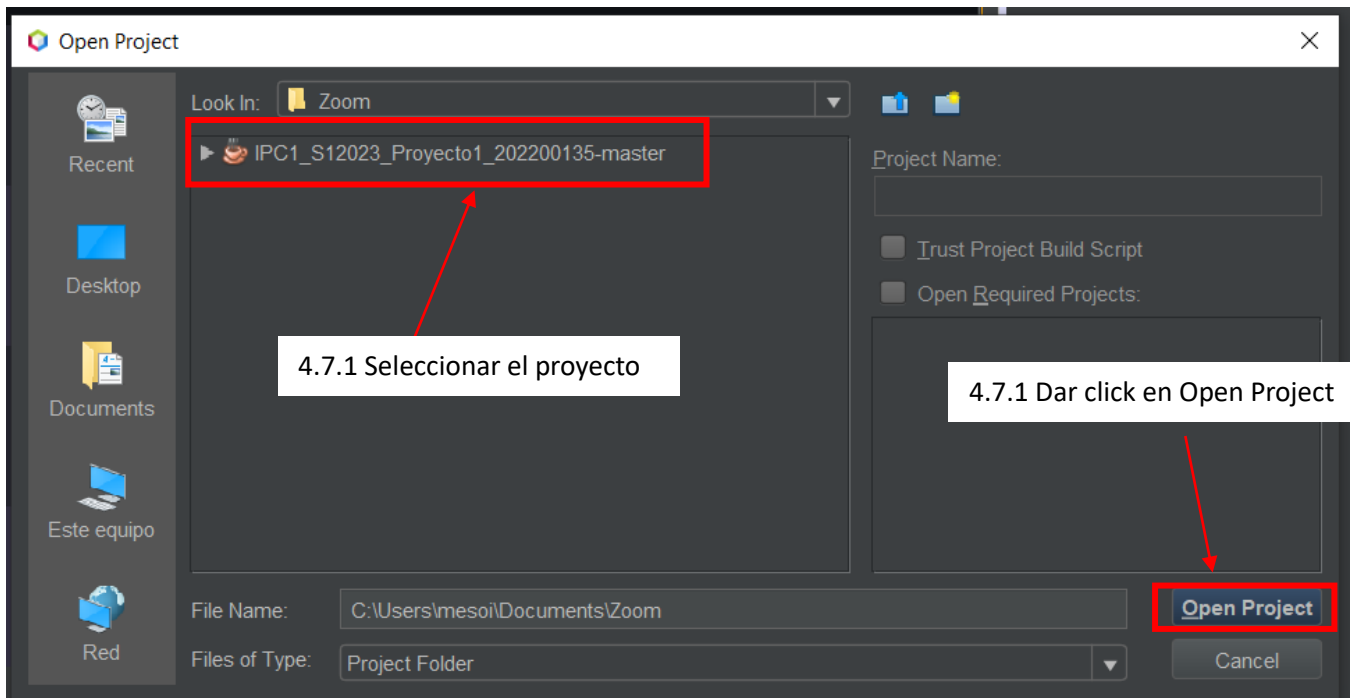 Open Project
Look In: Zoom
Recent
IPC1_S12023_Proyecto1_202200135-master
Project Name:
Trust Project Build Script
Desktop
Open Required Projects:
4.7.1 Seleccionar el proyecto
4.7.1 Dar click en Open Project
Documents
Este equipo
File Name: C:\Users\mesoi\Documents\Zoom
Open Project
Red
Files of Type: Project Folder
Cancel